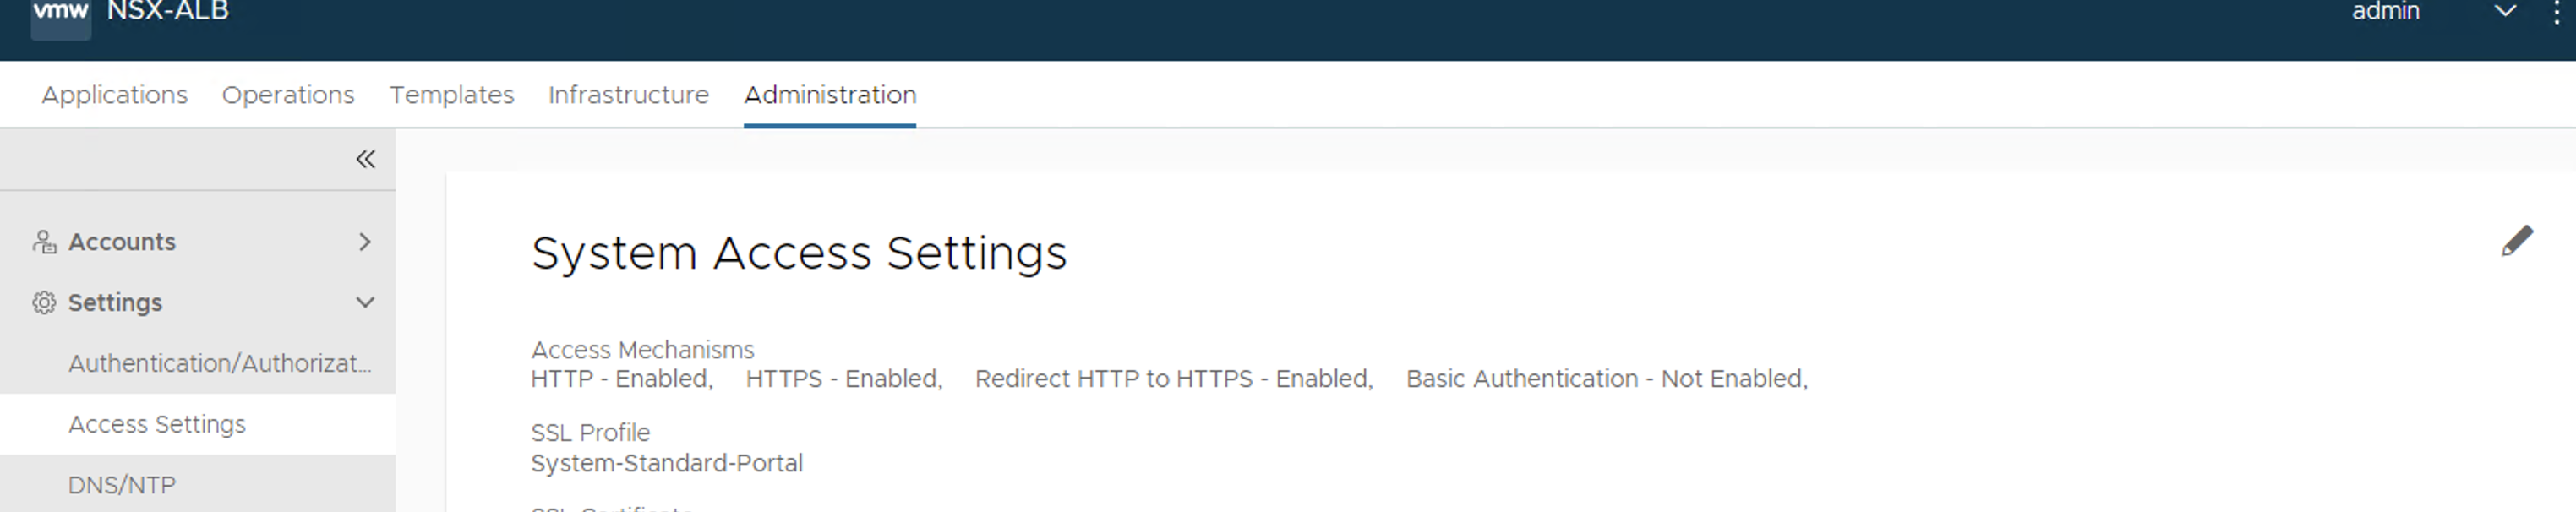 vmw NSX-ALB
admin
Applications Operations Templates Infrastructure Administration
Accounts
Settings
Authentication/Authorizat...
Access Settings
DNS/NTP
System Access Settings
Access Mechanisms
HTTP - Enabled, HTTPS - Enabled, Redirect HTTP to HTTPS - Enabled, Basic Authentication - Not Enabled,
SSL Profile
System-Standard-Portal